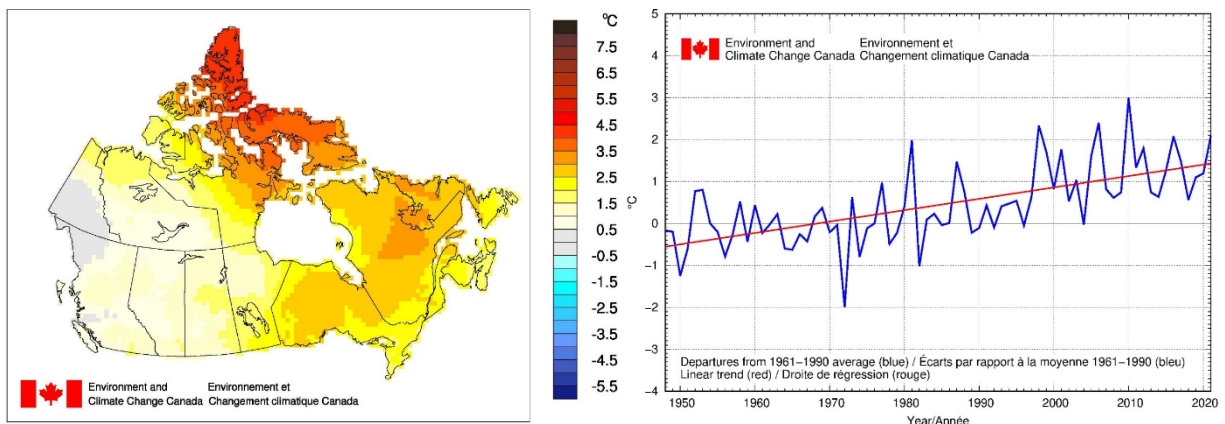 Environment and Environnement et
Climate Change Canada Changement climatique Canada
°C
7.5
6.5
5.5
4.5
3.5
2.5
1.5
0.5
-0.5
-1.5
-2.5
-3.5
-4.5
-5.5
5
4
3
2
1
0
−1
−2
−3
−4
°C
Environment and Environnement et
Climate Change Canada Changement climatique Canada
Departures from 1961−1990 average (blue) / Écarts par rapport à la moyenne 1961−1990 (bleu)
Linear trend (red) / Droite de régression (rouge)
1950 1960 1970 1980 1990 2000 2010 2020
Year/Année